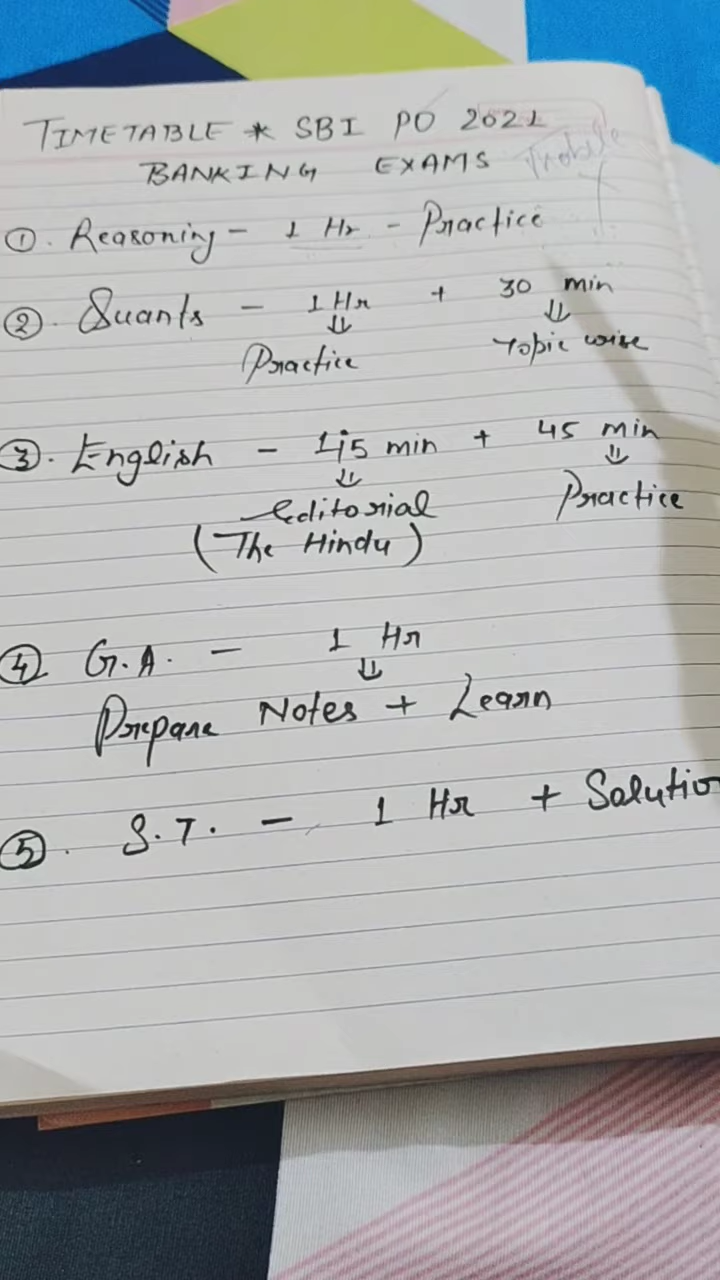 TIMETABLE * SBI PO 2021
BANKING EXAMS
①. Reasoning - 1 Hr - Practice
②. Quants - 1 Hr + 30 min
⇓ ⇓
Practice Topic wise
③. English - 45 min + 45 min
⇓ ⇓
Editorial Practice
(The Hindu)
④ G.A. - 1 Hr
⇓
Prepare Notes + Learn
⑤. S.T. - 1 Hr + Solutio